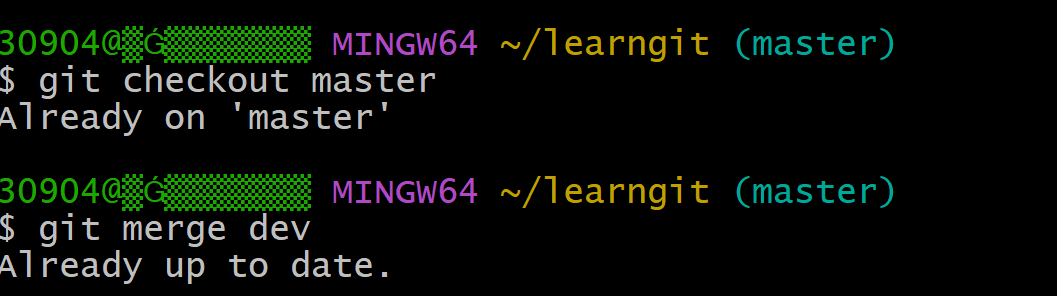 30904@ MINGW64 ~/learngit (master)
$ git checkout master
Already on 'master'
30904@ MINGW64 ~/learngit (master)
$ git merge dev
Already up to date.